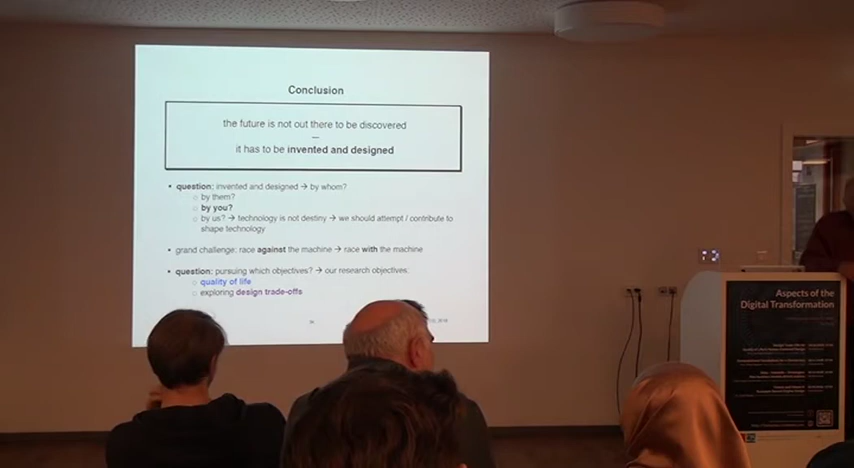 Conclusion
the future is not out there to be discovered
—
it has to be invented and designed
• question: invented and designed → by whom?
○ by them?
○ by you?
○ by us? → technology is not destiny → we should attempt / contribute to
shape technology
• grand challenge: race against the machine → race with the machine
• question: pursuing which objectives? → our research objectives:
○ quality of life
○ exploring design trade-offs
Aspects of the
Digital Transformation